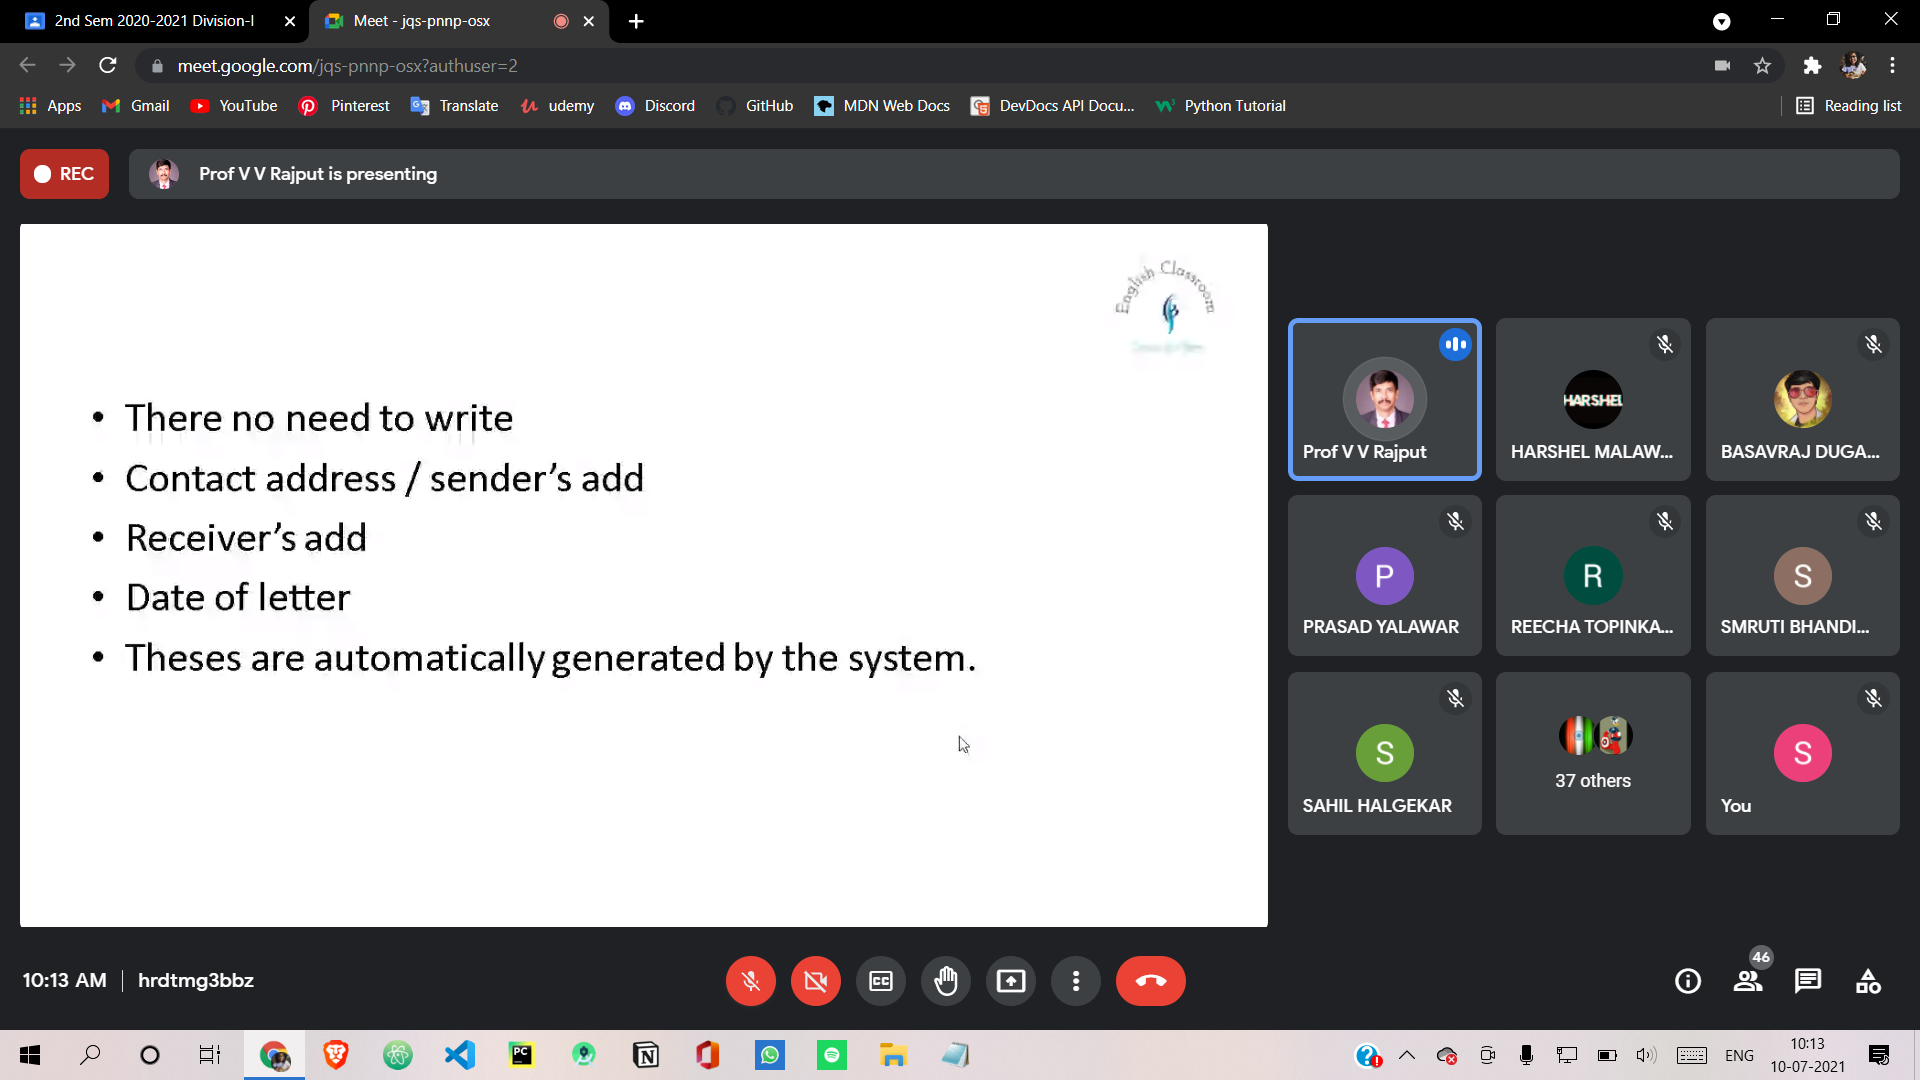 2nd Sem 2020-2021 Division-I
Meet - jqs-pnnp-osx
meet.google.com/jqs-pnnp-osx?authuser=2
Apps Gmail YouTube Pinterest Translate udemy Discord GitHub MDN Web Docs DevDocs API Docu... Python Tutorial Reading list
REC
Prof V V Rajput is presenting
English Classroom
• There no need to write
• Contact address / sender’s add
• Receiver’s add
• Date of letter
• Theses are automatically generated by the system.
Prof V V Rajput
HARSHEL
HARSHEL MALAW...
BASAVRAJ DUGA...
P
PRASAD YALAWAR
R
REECHA TOPINKA...
S
SMRUTI BHANDI...
S
SAHIL HALGEKAR
37 others
S
You
10:13 AM | hrdtmg3bbz
CC
46
PC
ENG
10:13
10-07-2021